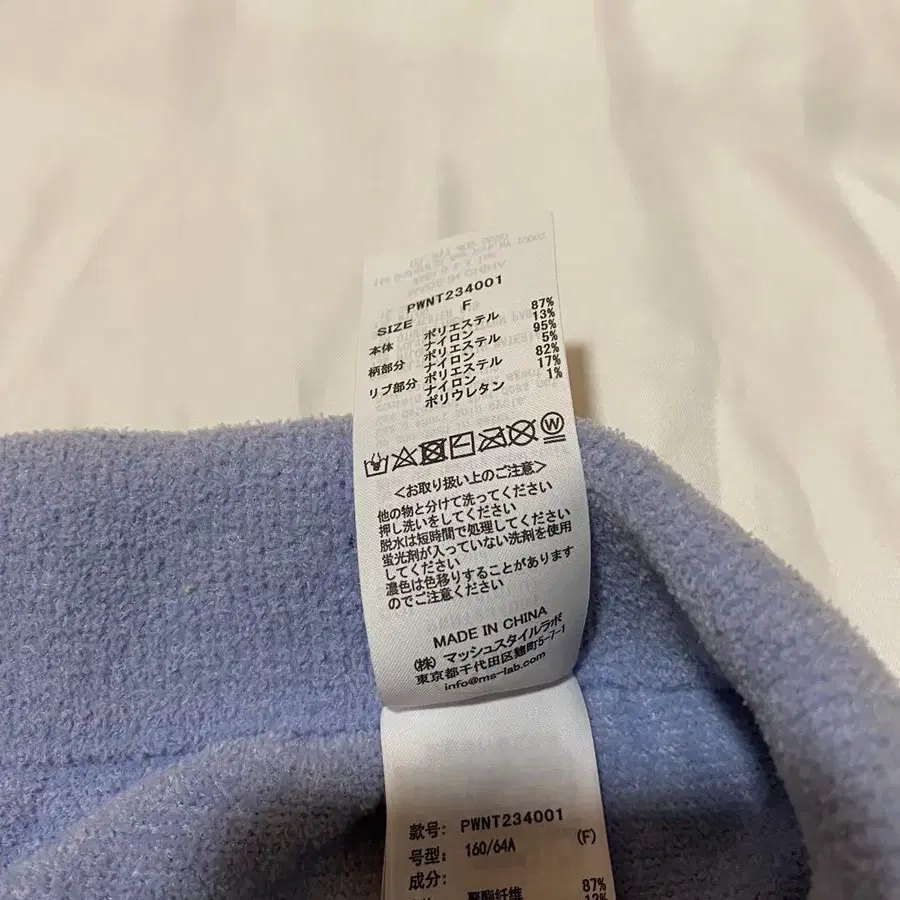 PWNT234001
SIZE F
本体 ポリエステル 87%
ナイロン 13%
柄部分 ポリエステル 95%
ナイロン 5%
リブ部分 ポリエステル 82%
ナイロン 17%
ポリウレタン 1%
W
<お取り扱い上のご注意>
他の物と分けて洗ってください
押し洗いをしてください
脱水は短時間で処理してください
蛍光剤が入っていない洗剤を使用
してください
濃色は色移りすることがあります
のでご注意ください
MADE IN CHINA
(株) マッシュスタイルラボ
東京都千代田区麹町5-7-1
info@ms-lab.com
款号: PWNT234001
号型: 160/64A (F)
成分:
聚酯纤维 87%
13%